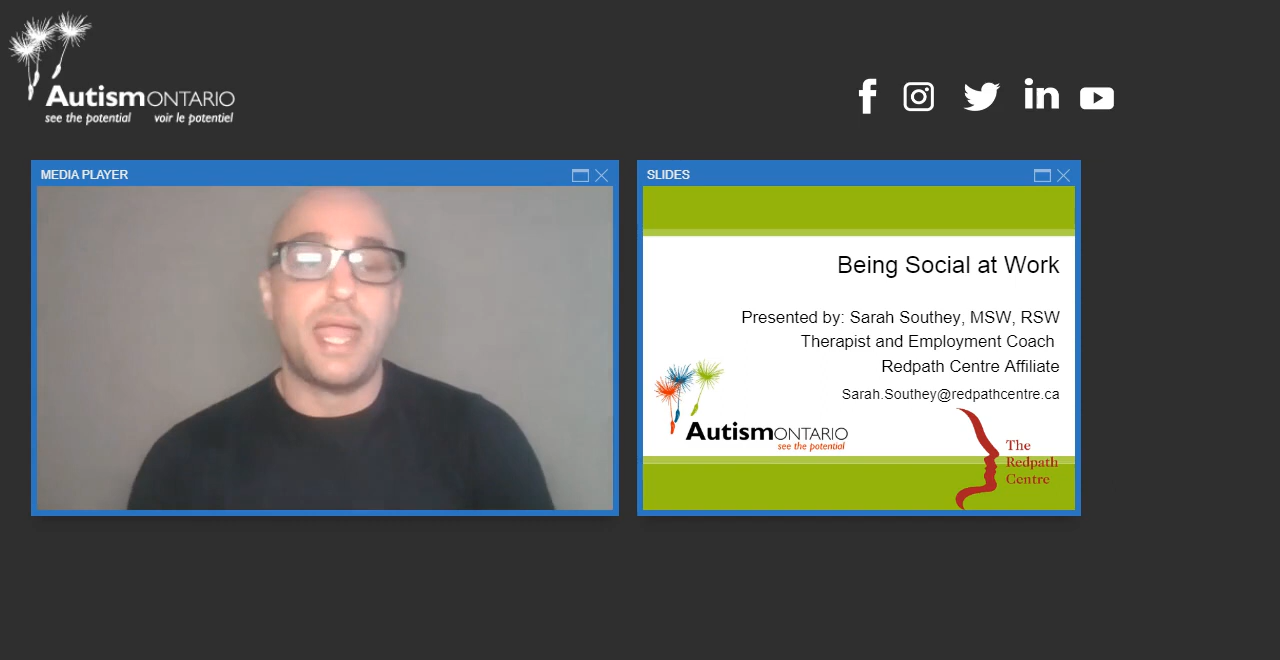 Autism ONTARIO
see the potential voir le potentiel
MEDIA PLAYER
SLIDES
Being Social at Work
Presented by: Sarah Southey, MSW, RSW
Therapist and Employment Coach
Redpath Centre Affiliate
Sarah.Southey@redpathcentre.ca
Autism ONTARIO
see the potential
The
Redpath
Centre